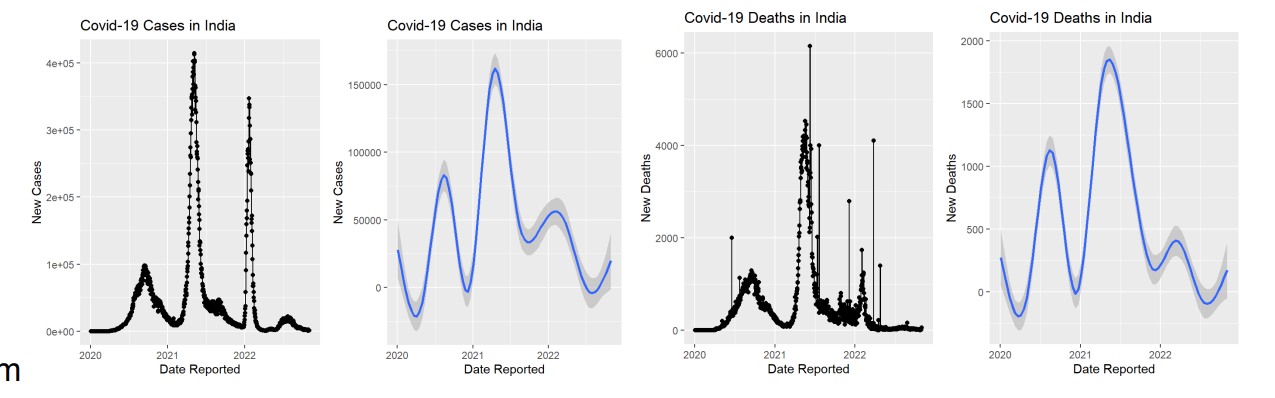 Covid-19 Cases in India
4e+05
3e+05
2e+05
1e+05
0e+00
New Cases
2020 2021 2022
Date Reported
Covid-19 Cases in India
150000
100000
50000
0
New Cases
2020 2021 2022
Date Reported
Covid-19 Deaths in India
6000
4000
2000
0
New Deaths
2020 2021 2022
Date Reported
Covid-19 Deaths in India
2000
1500
1000
500
0
New Deaths
2020 2021 2022
Date Reported
m